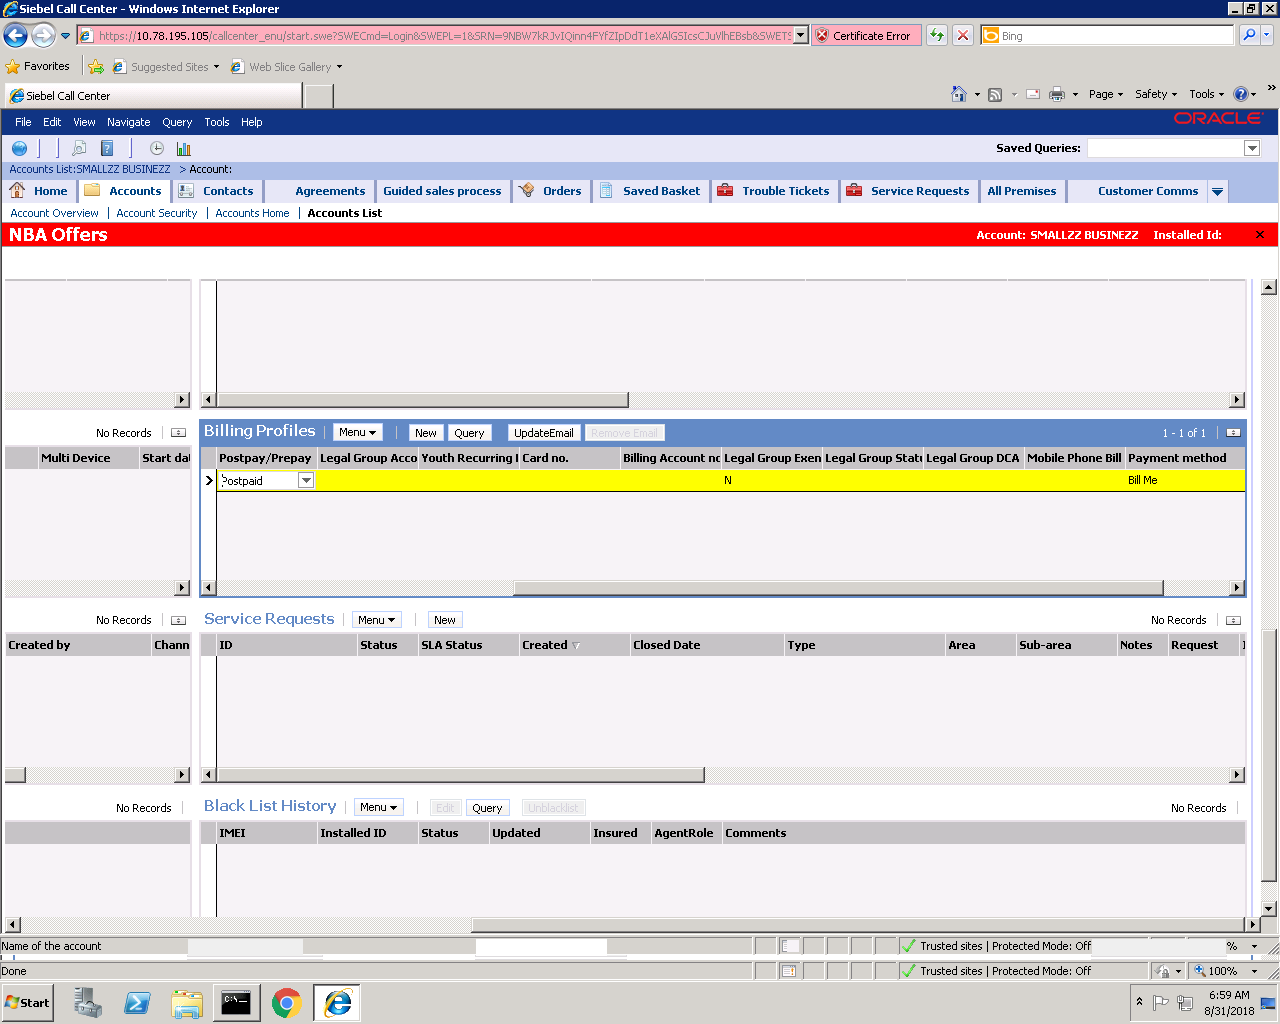 Siebel Call Center - Windows Internet Explorer
https://10.78.195.105/callcenter_enu/start.swe?SWECmd=Login&SWEPL=1&SRN=9NBW7kRJvIQinn4FYfZIpDdT1eXAlGSIcsCJuVlhEBsb&SWETS
Certificate Error
Bing
Favorites
Suggested Sites
Web Slice Gallery
Siebel Call Center
Page
Safety
Tools
File Edit View Navigate Query Tools Help
ORACLE
Saved Queries:
Accounts List:SMALLZZ BUSINEZZ > Account:
Home Accounts Contacts Agreements Guided sales process Orders Saved Basket Trouble Tickets Service Requests All Premises Customer Comms
Account Overview | Account Security | Accounts Home | Accounts List
NBA Offers Account: SMALLZZ BUSINEZZ Installed Id:
No Records Billing Profiles Menu New Query UpdateEmail Remove Email 1 - 1 of 1
Multi Device Start dat Postpay/Prepay Legal Group Acco Youth Recurring I Card no. Billing Account no Legal Group Exen Legal Group Statu Legal Group DCA Mobile Phone Bill Payment method
Postpaid N Bill Me
No Records Service Requests Menu New No Records
Created by Chann ID Status SLA Status Created Closed Date Type Area Sub-area Notes Request
No Records Black List History Menu Edit Query Unblacklist No Records
IMEI Installed ID Status Updated Insured AgentRole Comments
Name of the account Trusted sites | Protected Mode: Off %
Done Trusted sites | Protected Mode: Off 100%
Start
C:\.
6:59 AM
8/31/2018